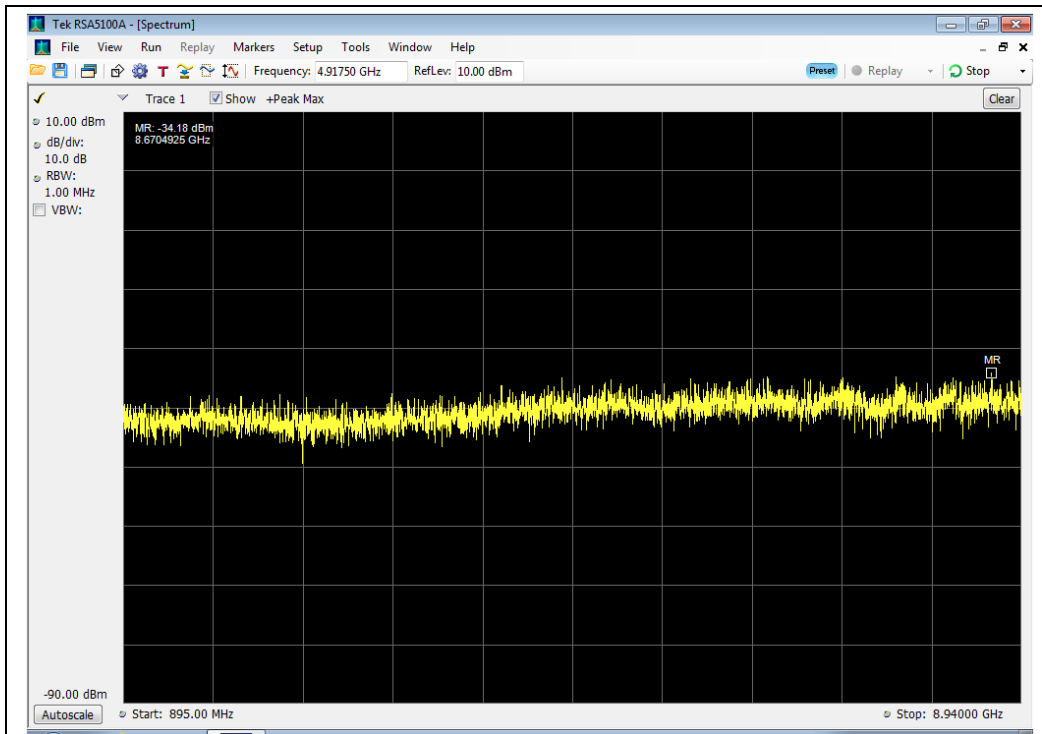 Tek RSA5100A - [Spectrum]
File View Run Replay Markers Setup Tools Window Help
T Frequency: 4.91750 GHz RefLev: 10.00 dBm Preset Replay Stop
Trace 1 Show +Peak Max Clear
10.00 dBm
dB/div:
10.0 dB
RBW:
1.00 MHz
VBW:
MR: -34.18 dBm
8.6704925 GHz
MR
-90.00 dBm
Autoscale Start: 895.00 MHz Stop: 8.94000 GHz